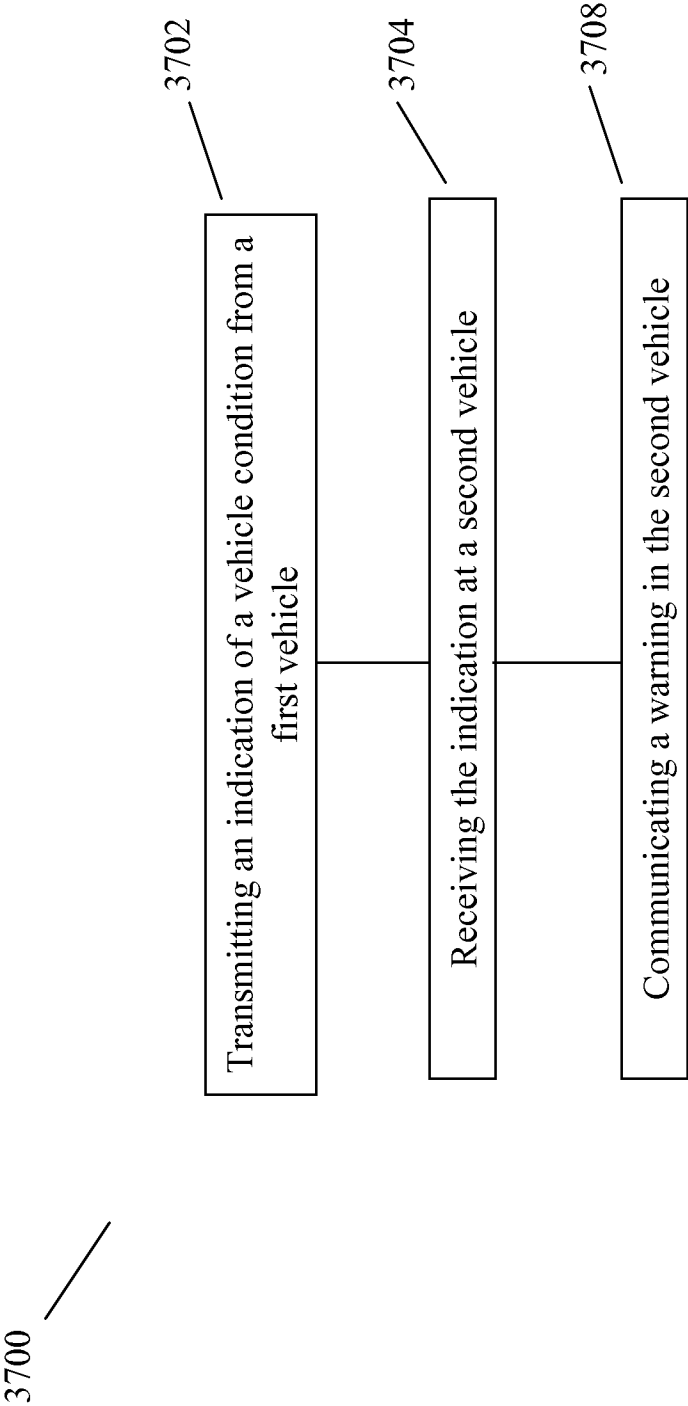 3700
3702
Transmitting an indication of a vehicle condition from a
first vehicle
3704
Receiving the indication at a second vehicle
3708
Communicating a warning in the second vehicle